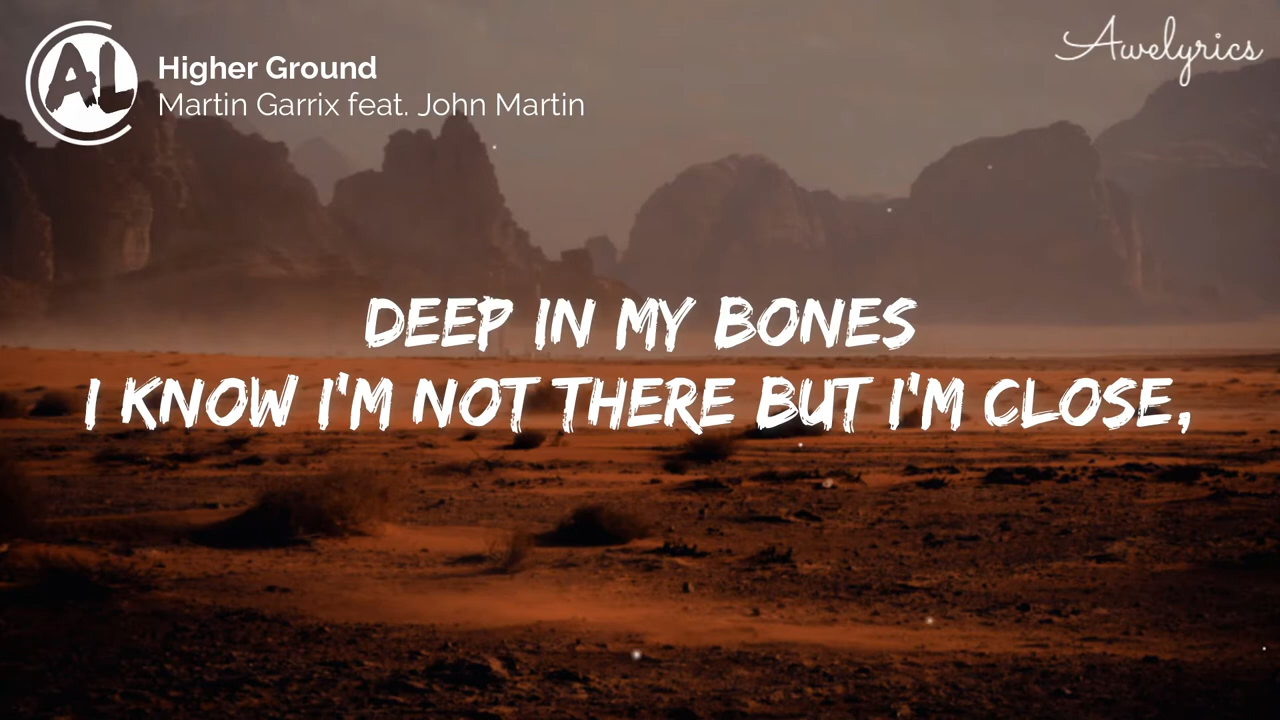 AL
Higher Ground
Martin Garrix feat. John Martin
Awelyrics
DEEP IN MY BONES
I KNOW I'M NOT THERE BUT I'M CLOSE,